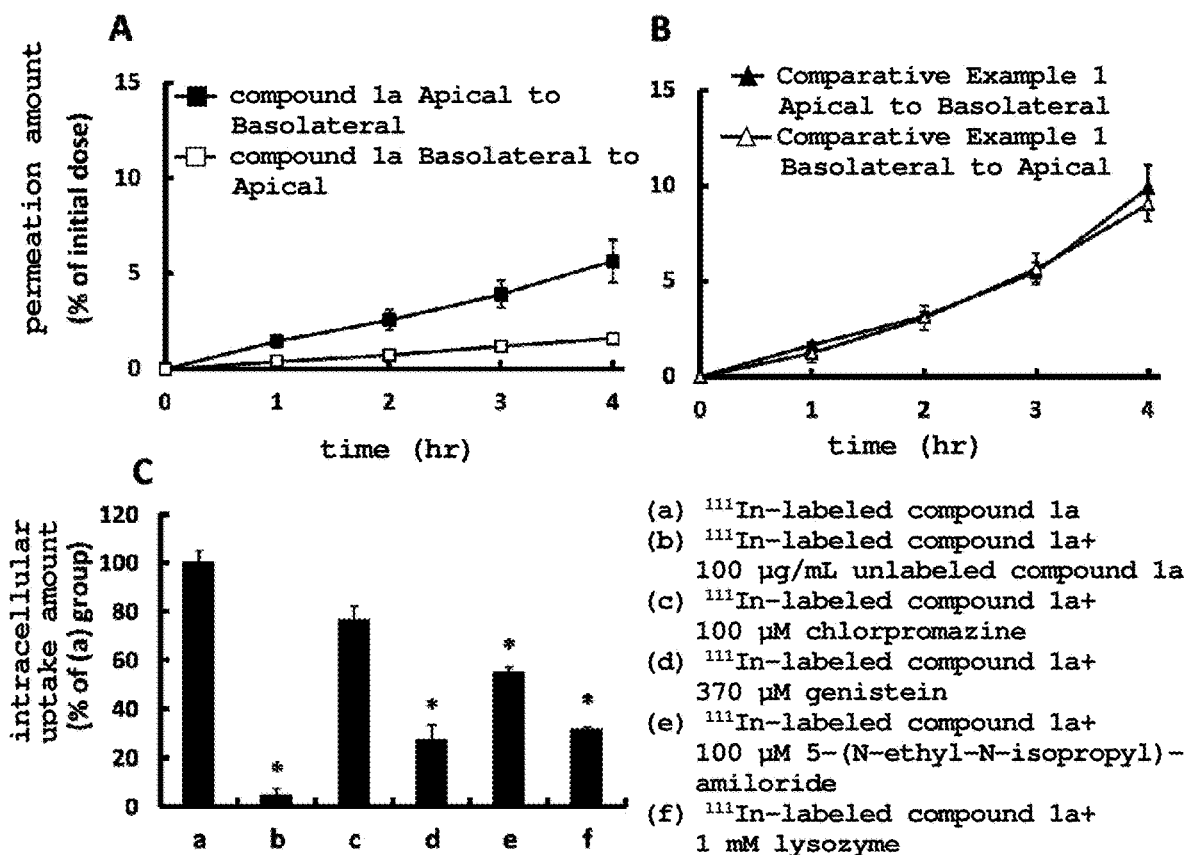 A
permeation amount
(% of initial dose)
15
10
5
0
compound 1a Apical to
Basolateral
compound 1a Basolateral to
Apical
0 1 2 3 4
time (hr)
B
15
10
5
0
Comparative Example 1
Apical to Basolateral
Comparative Example 1
Basolateral to Apical
0 1 2 3 4
time (hr)
C
intracellular
uptake amount
(% of (a) group)
120
100
80
60
40
20
0
* * * *
a b c d e f
(a) ¹¹¹In-labeled compound 1a
(b) ¹¹¹In-labeled compound 1a+
100 µg/mL unlabeled compound 1a
(c) ¹¹¹In-labeled compound 1a+
100 µM chlorpromazine
(d) ¹¹¹In-labeled compound 1a+
370 µM genistein
(e) ¹¹¹In-labeled compound 1a+
100 µM 5-(N-ethyl-N-isopropyl)-
amiloride
(f) ¹¹¹In-labeled compound 1a+
1 mM lysozyme